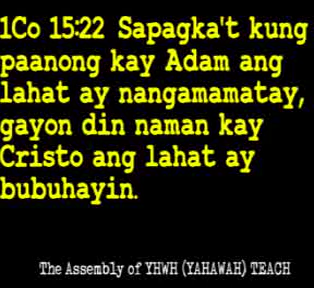 1Co 15:22 Sapagka't kung
paanong kay Adam ang
lahat ay nangamamatay,
gayon din naman kay
Cristo ang lahat ay
bubuhayin.
The Assembly of YHWH (YAHAWAH) TEACH